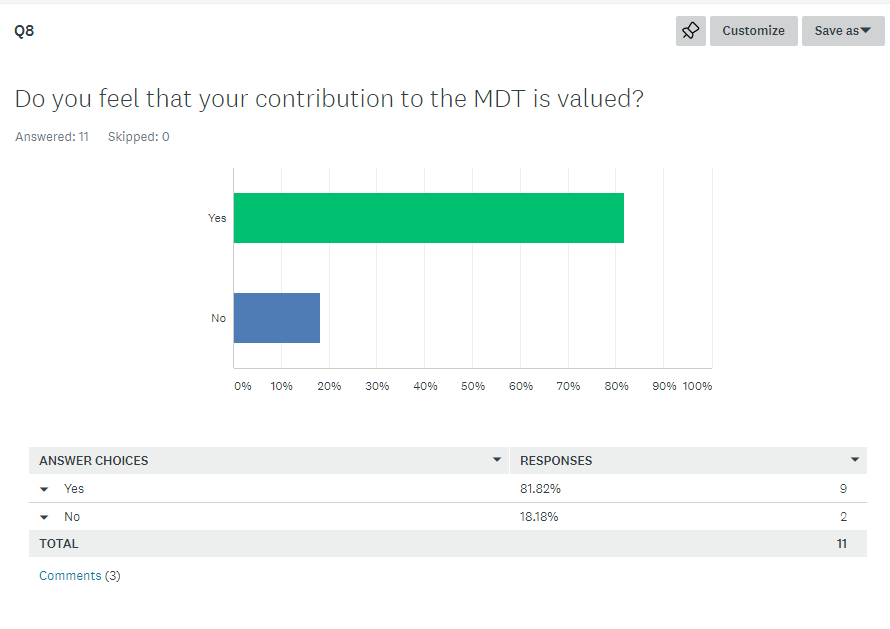 Q8
Customize
Save as
Do you feel that your contribution to the MDT is valued?
Answered: 11 Skipped: 0
Yes
No
0% 10% 20% 30% 40% 50% 60% 70% 80% 90% 100%
ANSWER CHOICES RESPONSES
Yes 81.82% 9
No 18.18% 2
TOTAL 11
Comments (3)